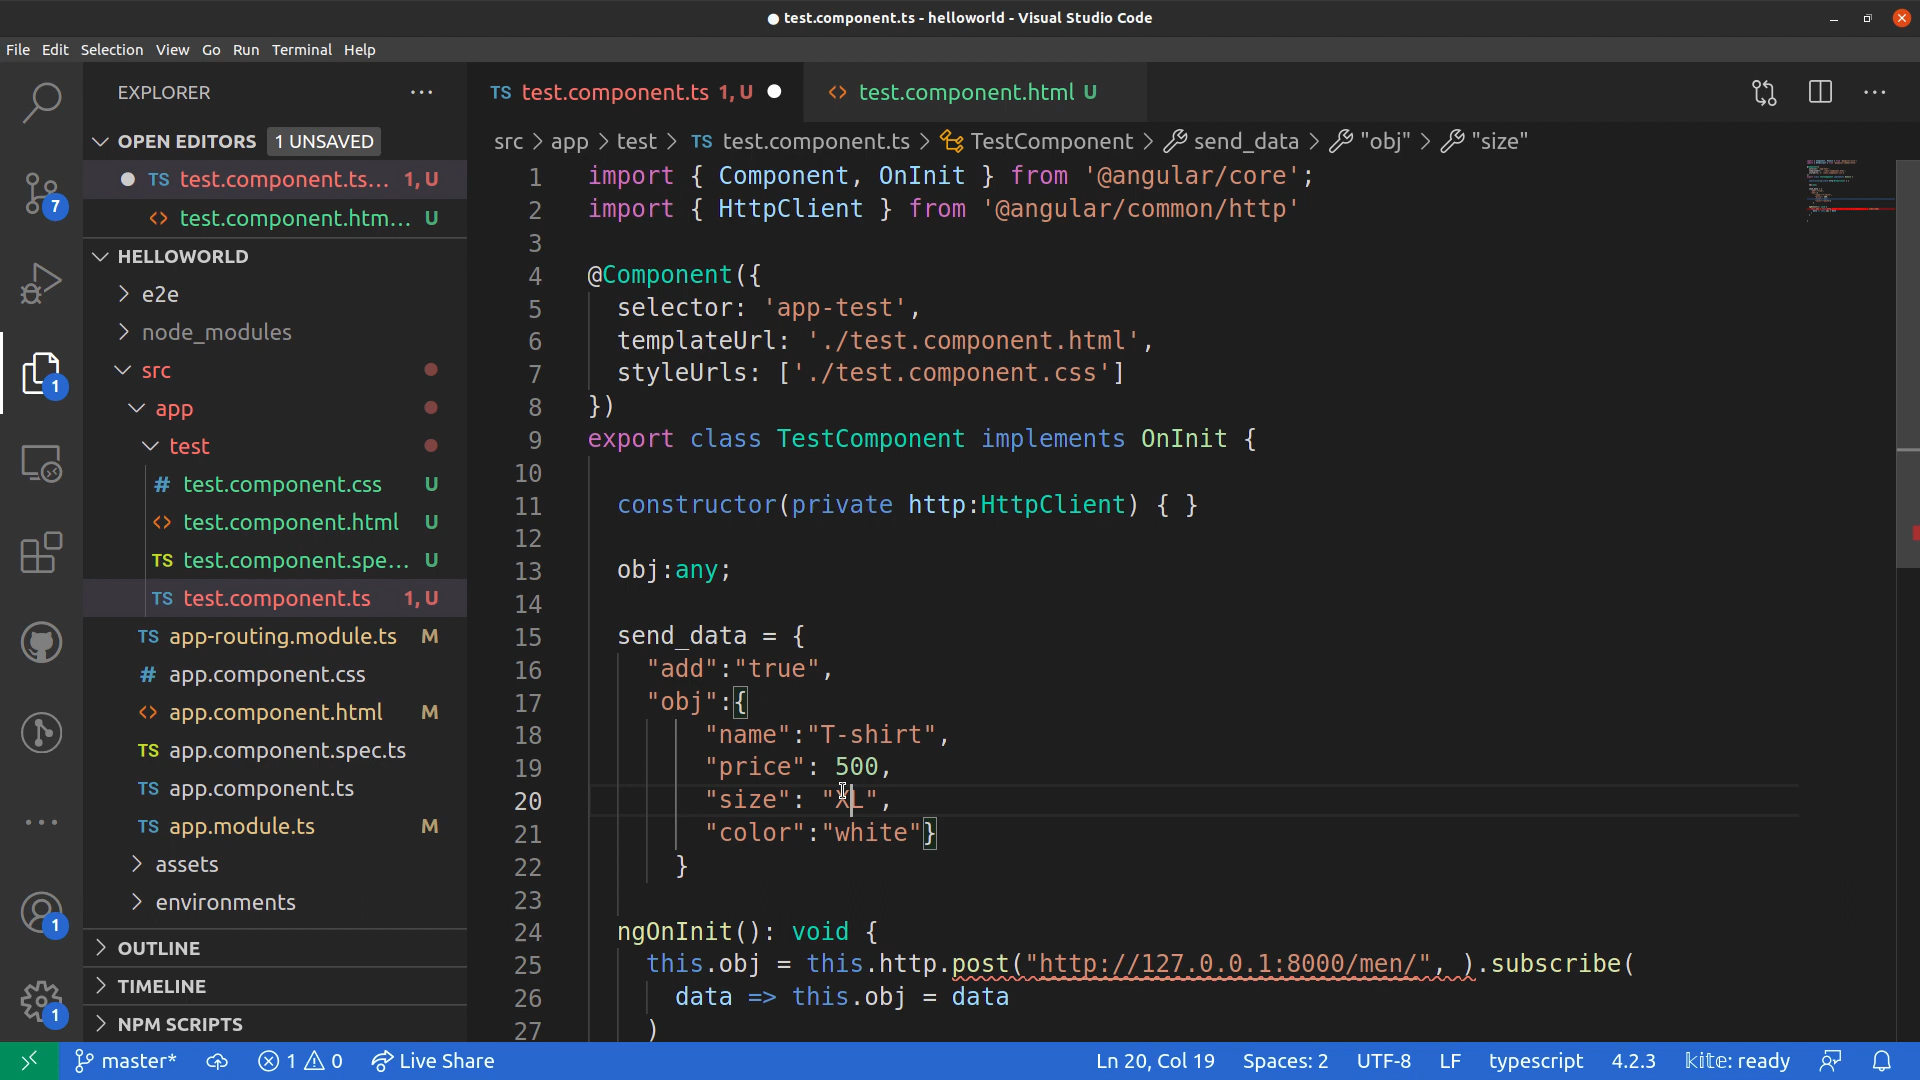 ● test.component.ts - helloworld - Visual Studio Code
File Edit Selection View Go Run Terminal Help
EXPLORER ···
TS test.component.ts 1, U ●
<> test.component.html U
OPEN EDITORS 1 UNSAVED
● TS test.component.ts... 1, U
<> test.component.htm... U
HELLOWORLD
e2e
node_modules
src
app
test
# test.component.css U
<> test.component.html U
TS test.component.spe... U
TS test.component.ts 1, U
TS app-routing.module.ts M
# app.component.css
<> app.component.html M
TS app.component.spec.ts
TS app.component.ts
TS app.module.ts M
assets
environments
OUTLINE
TIMELINE
NPM SCRIPTS
7
1
1
1
src > app > test > TS test.component.ts > TestComponent > send_data > "obj" > "size"
1 import { Component, OnInit } from '@angular/core';
2 import { HttpClient } from '@angular/common/http'
3
4 @Component({
5 selector: 'app-test',
6 templateUrl: './test.component.html',
7 styleUrls: ['./test.component.css']
8 })
9 export class TestComponent implements OnInit {
10
11 constructor(private http:HttpClient) { }
12
13 obj:any;
14
15 send_data = {
16 "add":"true",
17 "obj":{
18 "name":"T-shirt",
19 "price": 500,
20 "size": "XL",
21 "color":"white"}
22 }
23
24 ngOnInit(): void {
25 this.obj = this.http.post("http://127.0.0.1:8000/men/", ).subscribe(
26 data => this.obj = data
27 )
master* 1 0 Live Share Ln 20, Col 19 Spaces: 2 UTF-8 LF typescript 4.2.3 kite: ready